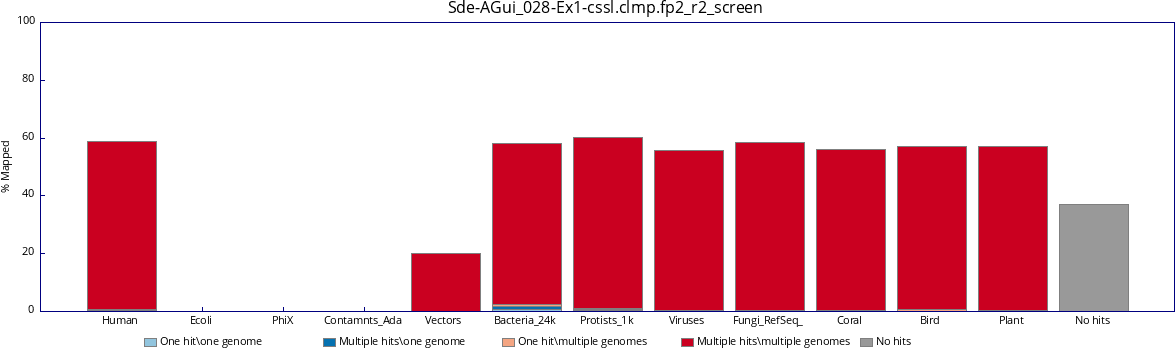 Sde-AGui_028-Ex1-cssl.clmp.fp2_r2_screen
100
80
60
40
20
0
% Mapped
Human Ecoli PhiX Contamnts_Ada Vectors Bacteria_24k Protists_1k Viruses Fungi_RefSeq_ Coral Bird Plant No hits
One hit\one genome Multiple hits\one genome One hit\multiple genomes Multiple hits\multiple genomes No hits